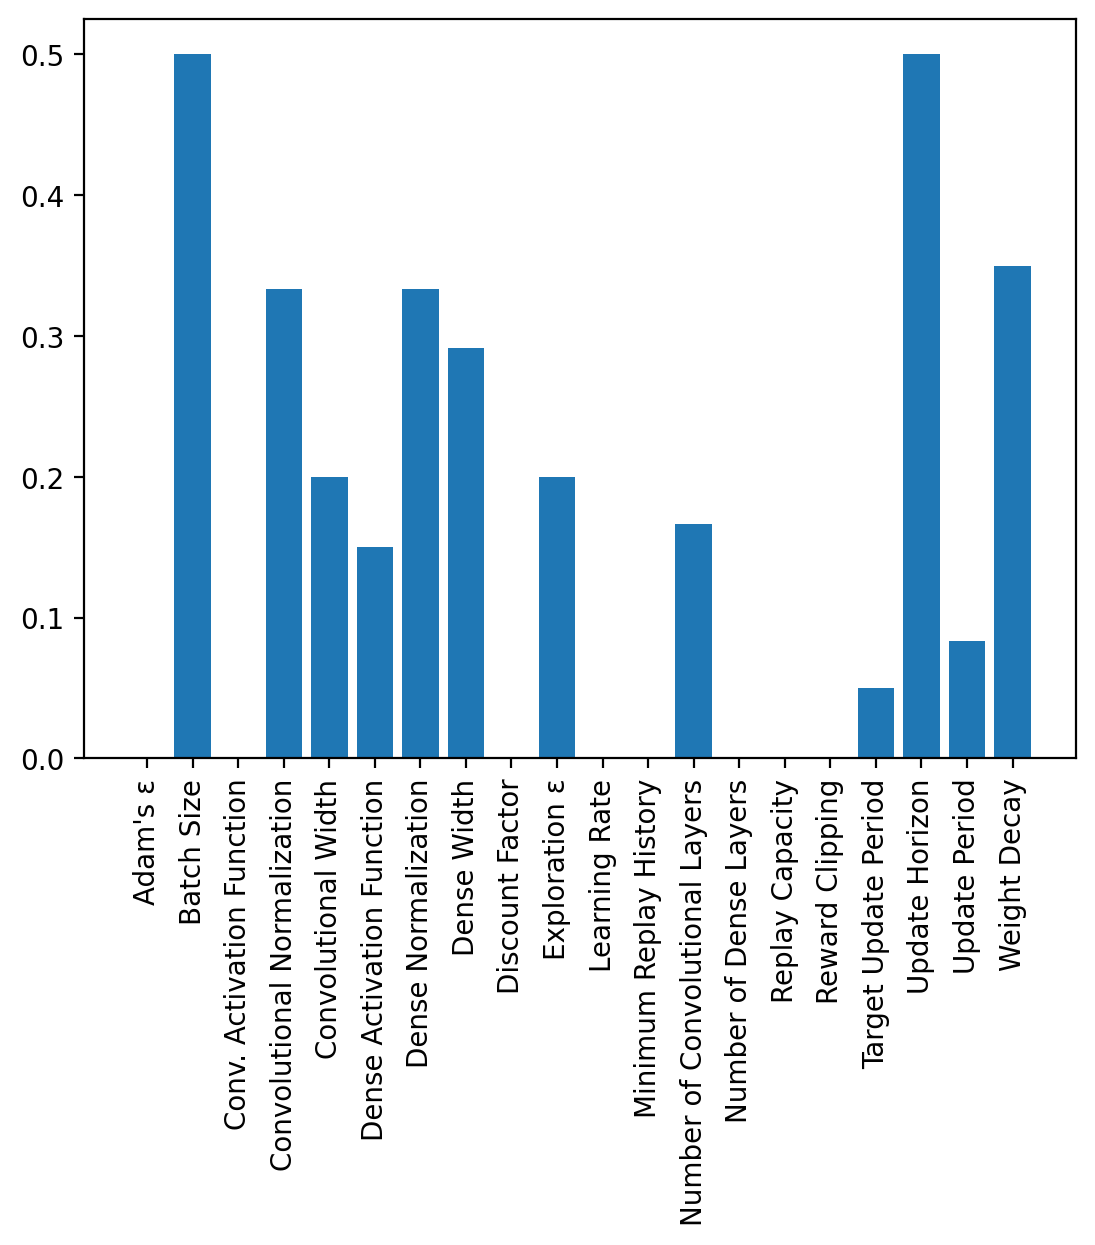 0.5
0.4
0.3
0.2
0.1
0.0
Adam's ε
Batch Size
Conv. Activation Function
Convolutional Normalization
Convolutional Width
Dense Activation Function
Dense Normalization
Dense Width
Discount Factor
Exploration ε
Learning Rate
Minimum Replay History
Number of Convolutional Layers
Number of Dense Layers
Replay Capacity
Reward Clipping
Target Update Period
Update Horizon
Update Period
Weight Decay